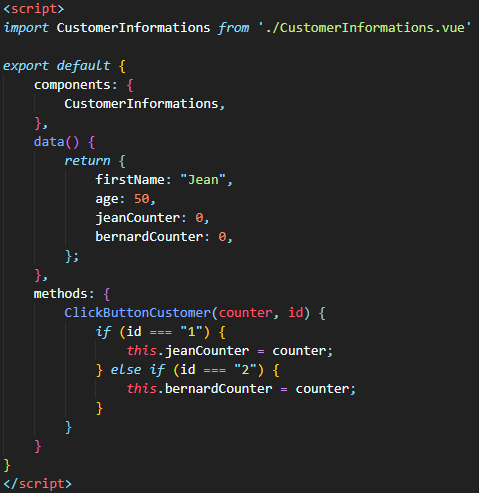 <script>
import CustomerInformations from './CustomerInformations.vue'
export default {
    components: {
        CustomerInformations,
    },
    data() {
        return {
            firstName: "Jean",
            age: 50,
            jeanCounter: 0,
            bernardCounter: 0,
        };
    },
    methods: {
        ClickButtonCustomer(counter, id) {
            if (id === "1") {
                this.jeanCounter = counter;
            } else if (id === "2") {
                this.bernardCounter = counter;
            }
        }
    }
}
</script>